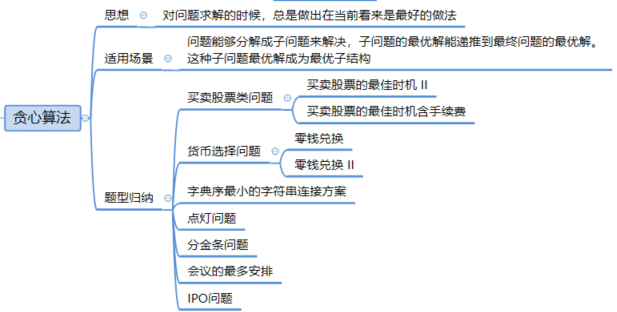 思想
对问题求解的时候，总是做出在当前看来是最好的做法
适用场景
问题能够分解成子问题来解决，子问题的最优解能递推到最终问题的最优解。
这种子问题最优解成为最优子结构
贪心算法
题型归纳
买卖股票类问题
买卖股票的最佳时机 II
买卖股票的最佳时机含手续费
货币选择问题
零钱兑换
零钱兑换 II
字典序最小的字符串连接方案
点灯问题
分金条问题
会议的最多安排
IPO问题